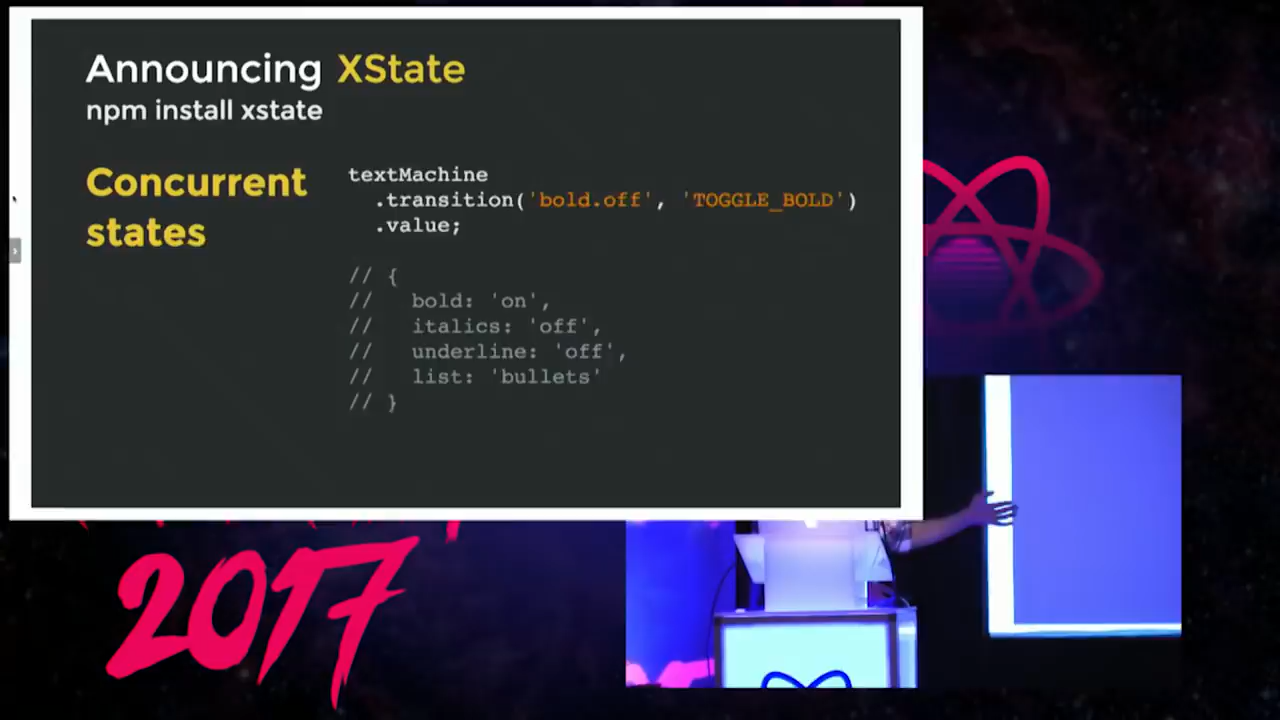 Announcing XState
npm install xstate
Concurrent
states
textMachine
.transition('bold.off', 'TOGGLE_BOLD')
.value;
// {
// bold: 'on',
// italics: 'off',
// underline: 'off',
// list: 'bullets'
// }
2017